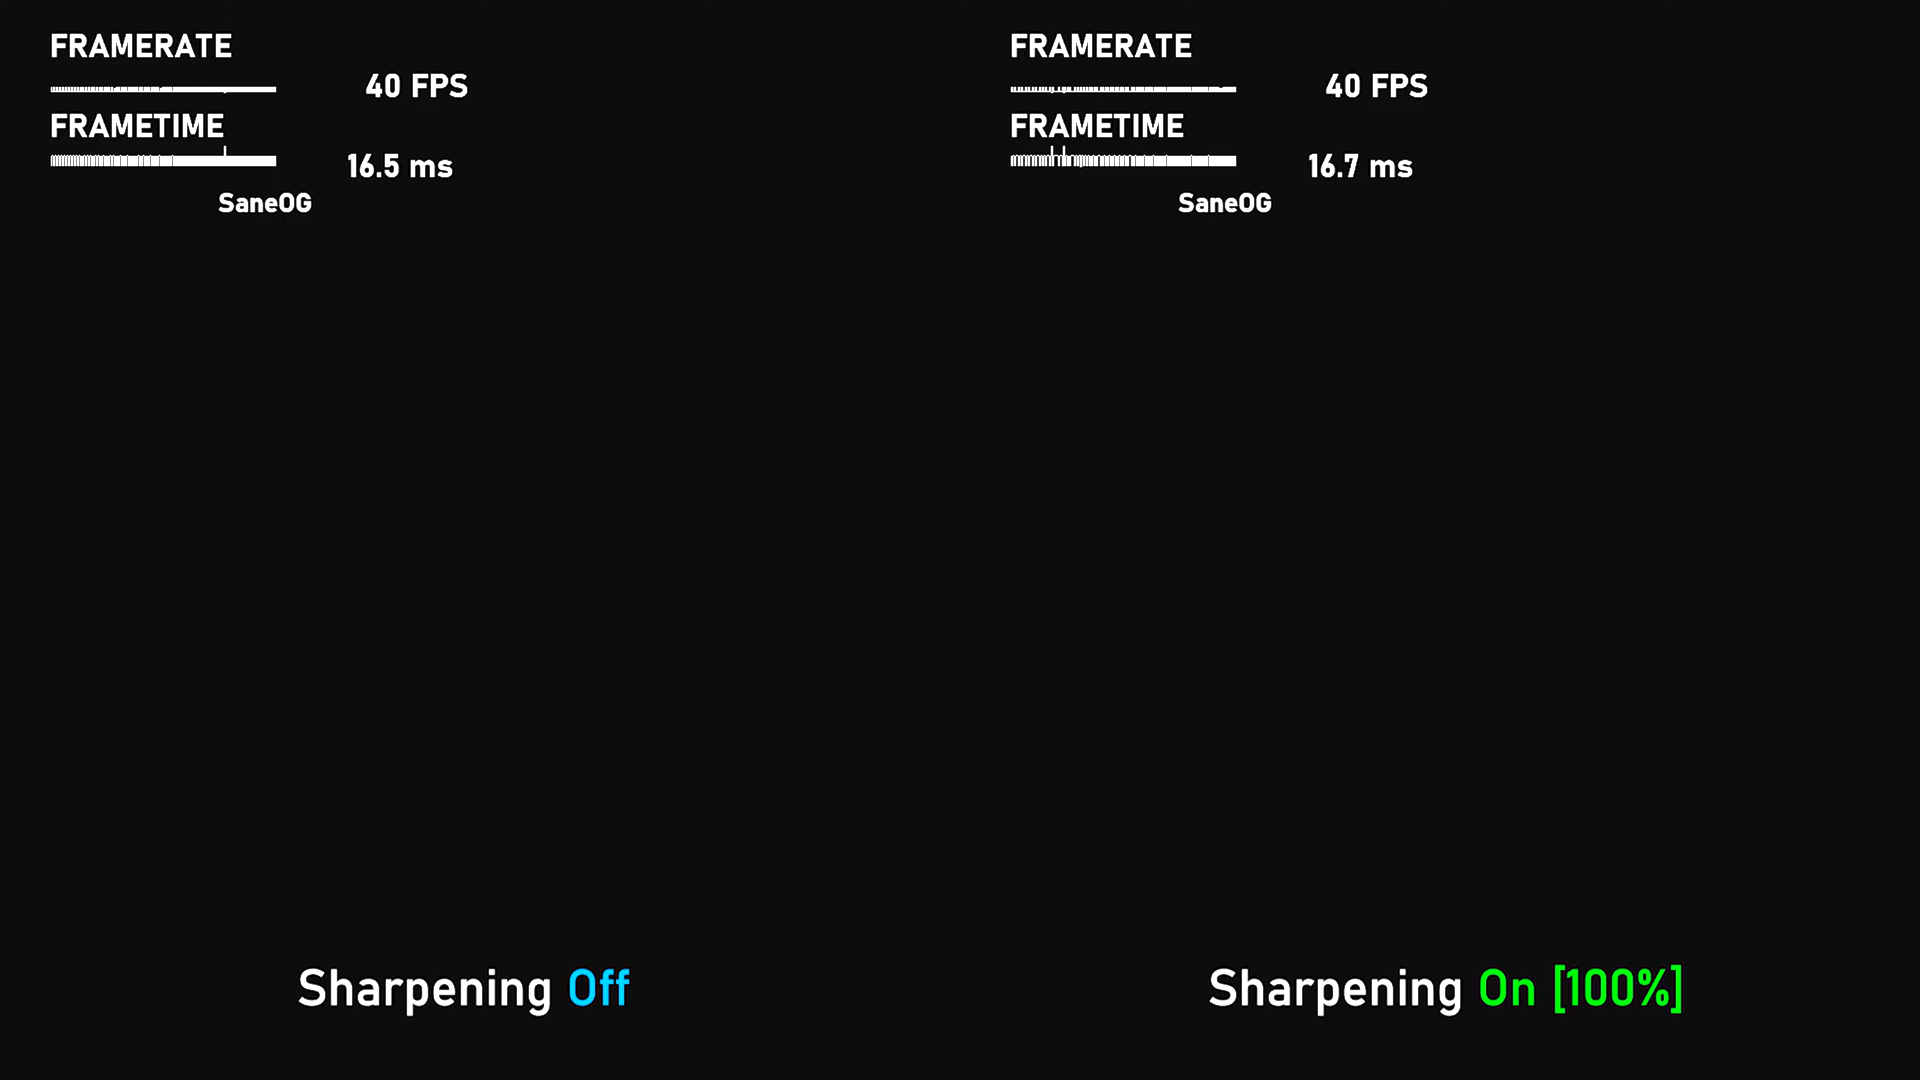 FRAMERATE
40 FPS
FRAMETIME
16.5 ms
SaneOG
Sharpening Off
FRAMERATE
40 FPS
FRAMETIME
16.7 ms
SaneOG
Sharpening On [100%]